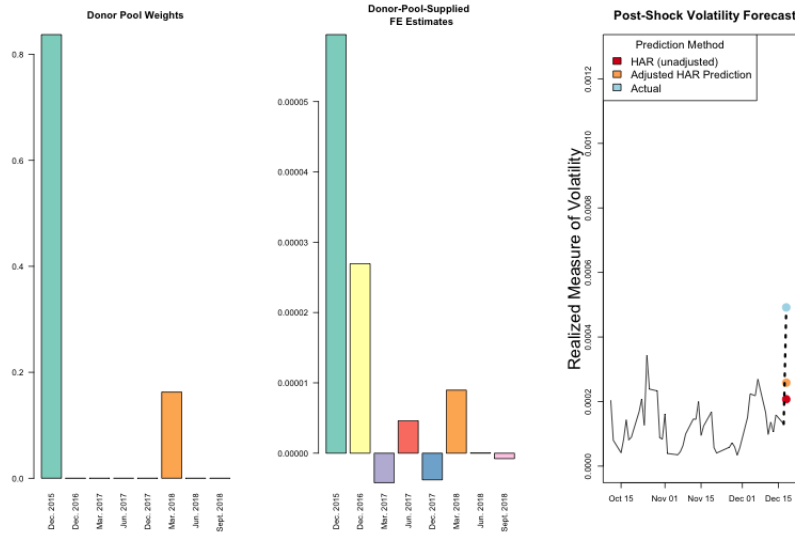 Donor Pool Weights
0.8
0.6
0.4
0.2
0.0
Dec. 2015
Dec. 2016
Mar. 2017
Jun. 2017
Dec. 2017
Mar. 2018
Jun. 2018
Sept. 2018
Donor-Pool-Supplied
FE Estimates
0.00005
0.00004
0.00003
0.00002
0.00001
0.00000
Dec. 2015
Dec. 2016
Mar. 2017
Jun. 2017
Dec. 2017
Mar. 2018
Jun. 2018
Sept. 2018
Post-Shock Volatility Forecast
Prediction Method
HAR (unadjusted)
Adjusted HAR Prediction
Actual
Realized Measure of Volatility
0.0012
0.0010
0.0008
0.0006
0.0004
0.0002
0.0000
Oct 15
Nov 01
Nov 15
Dec 01
Dec 15